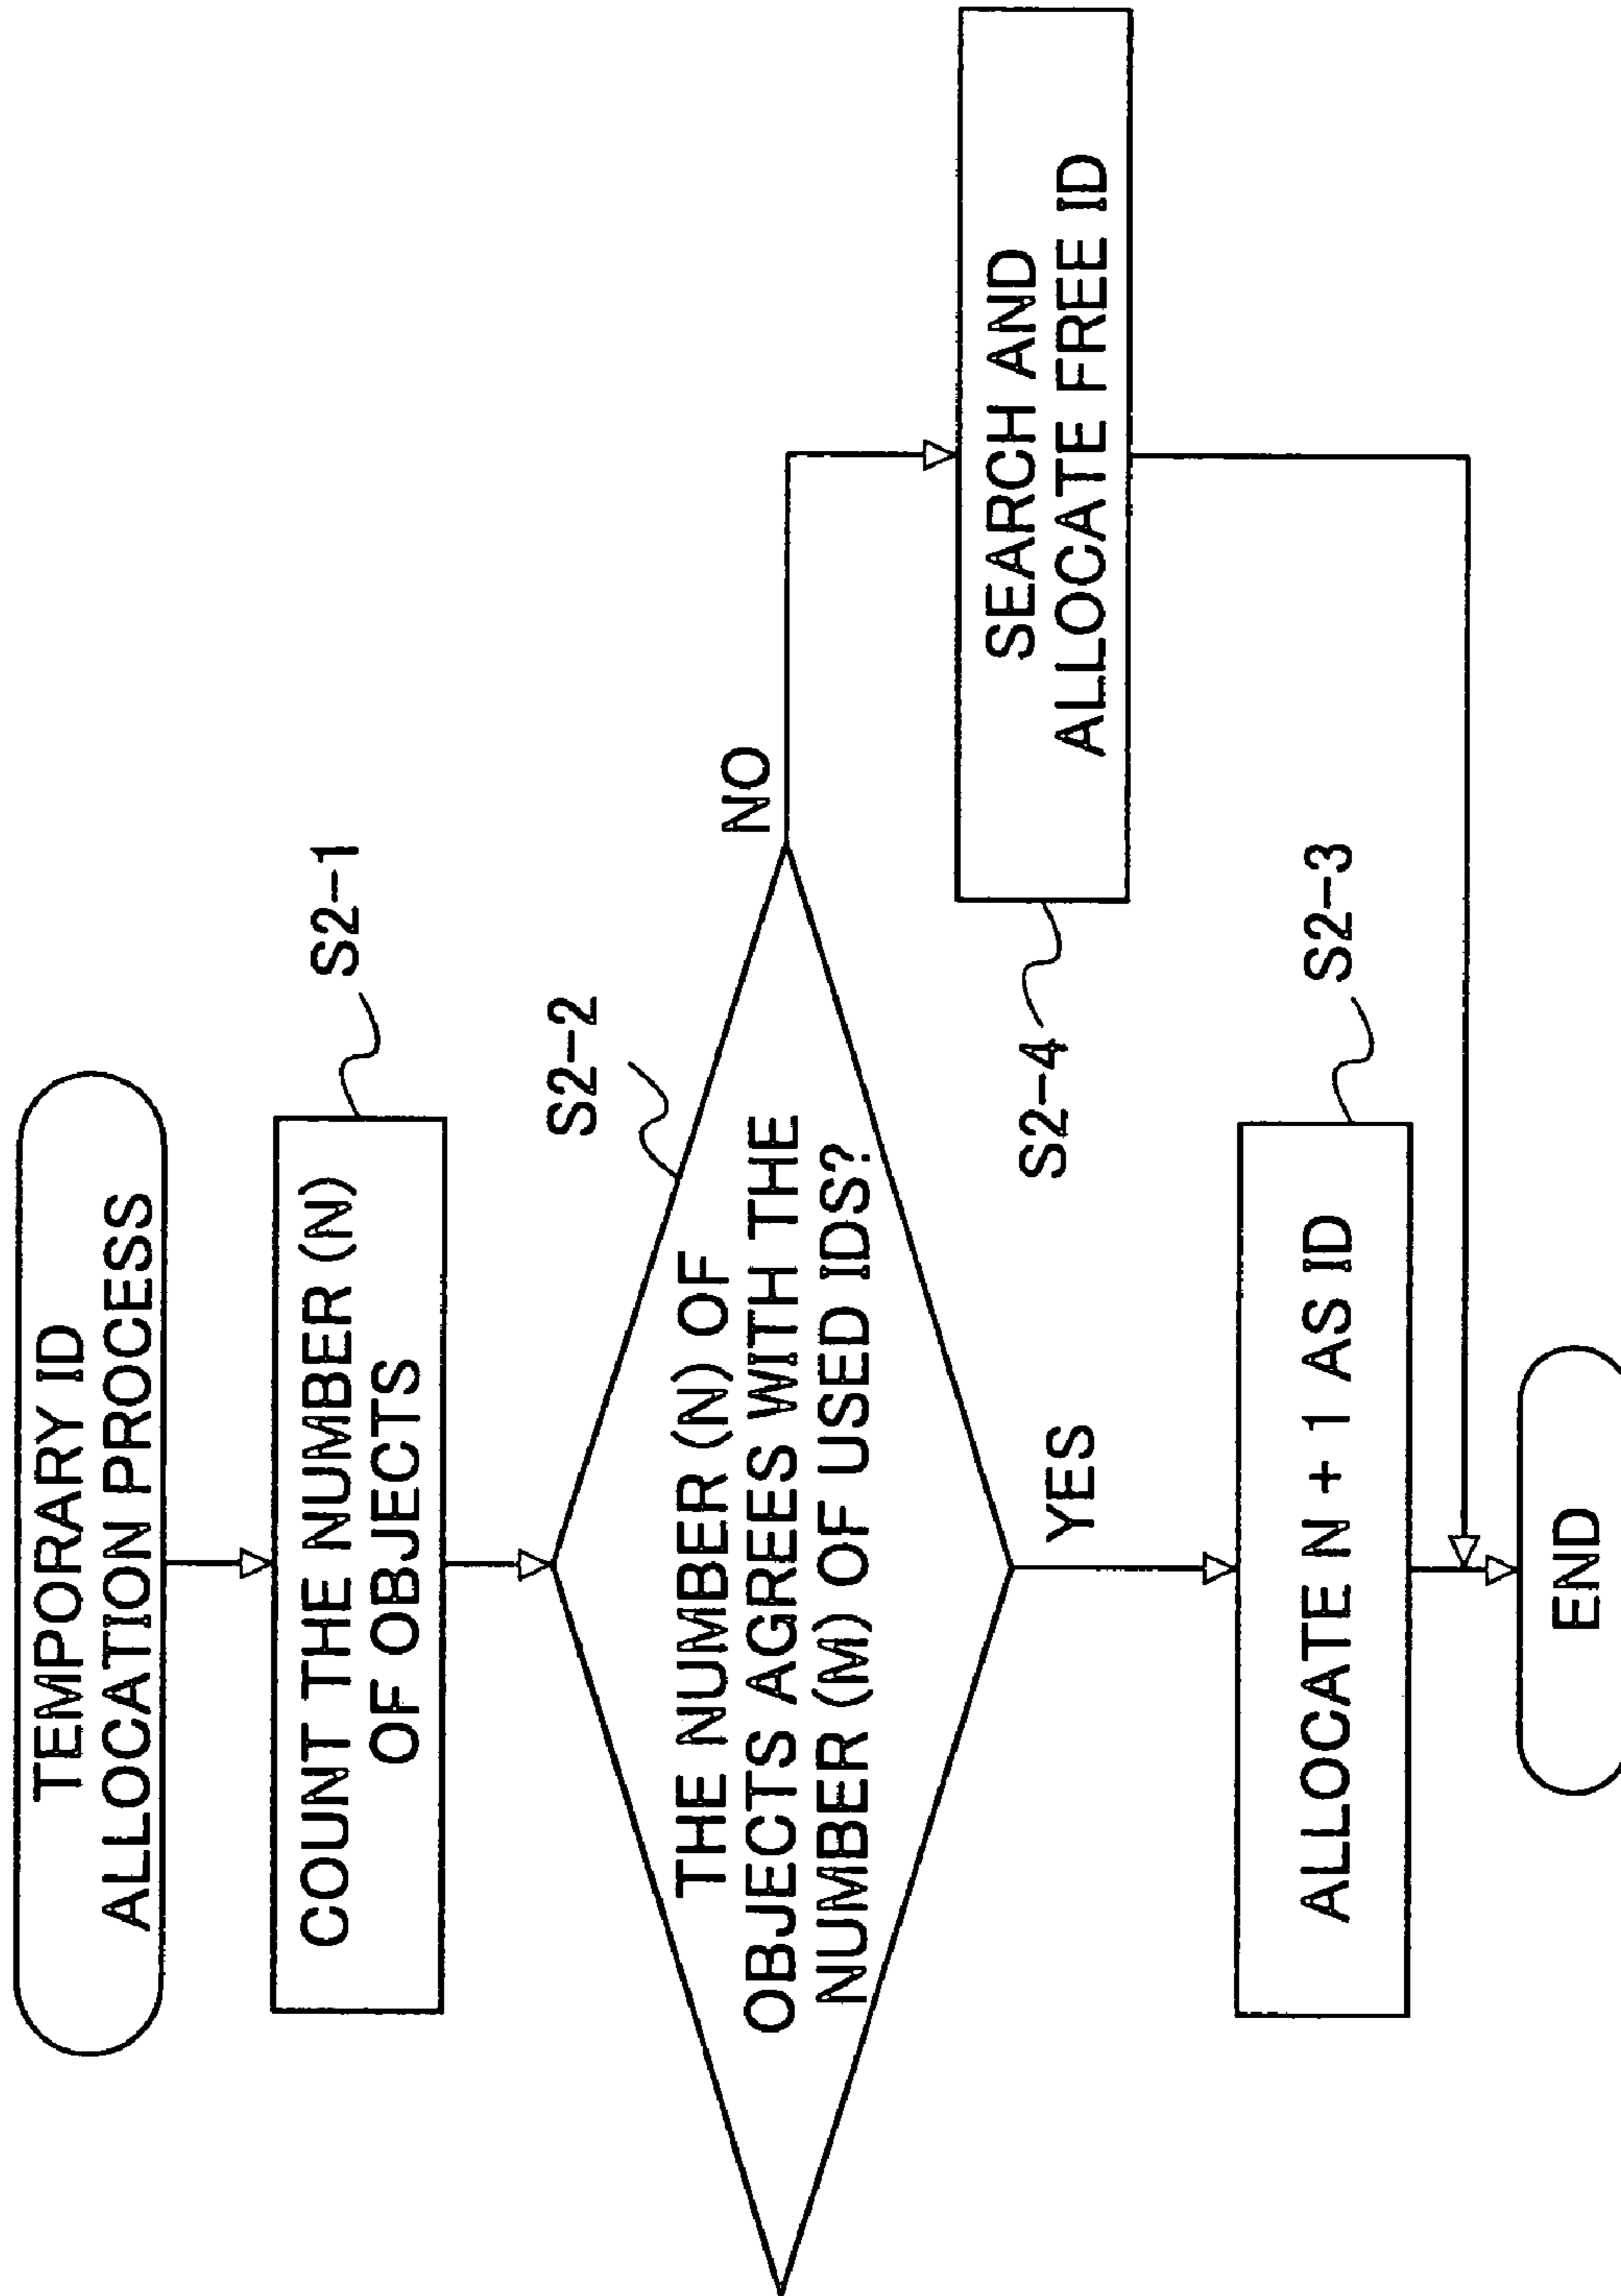 TEMPORARY ID
ALLOCATION PROCESS
COUNT THE NUMBER (N)
OF OBJECTS
S2-1
THE NUMBER (N) OF
OBJECTS AGREES WITH THE
NUMBER (M) OF USED IDS?
S2-2
NO
YES
SEARCH AND
ALLOCATE FREE ID
S2-4
ALLOCATE N + 1 AS ID
S2-3
END